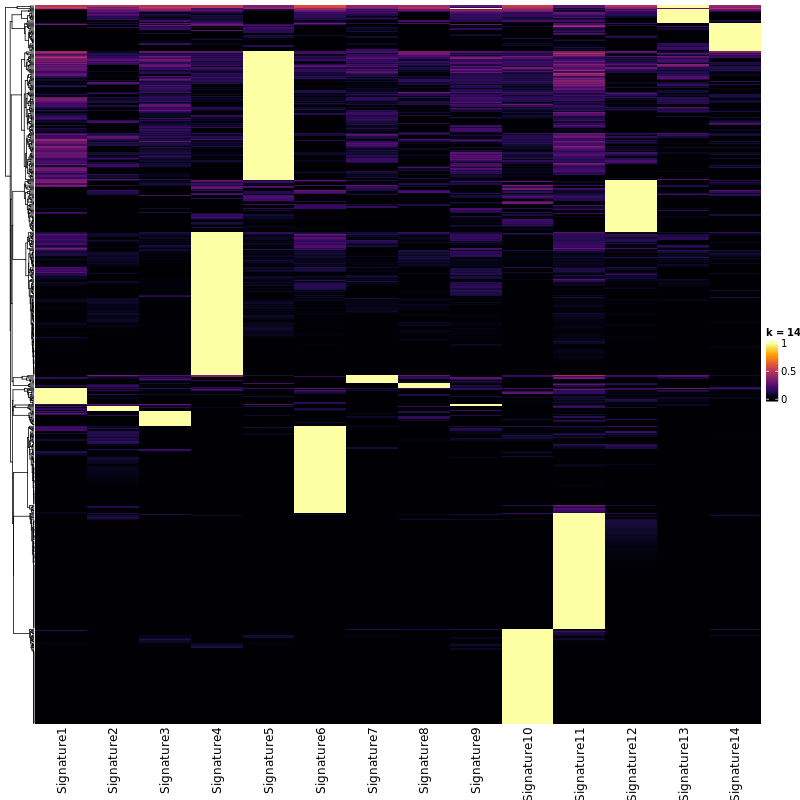 k = 14
1
0.5
0
Signature1
Signature2
Signature3
Signature4
Signature5
Signature6
Signature7
Signature8
Signature9
Signature10
Signature11
Signature12
Signature13
Signature14